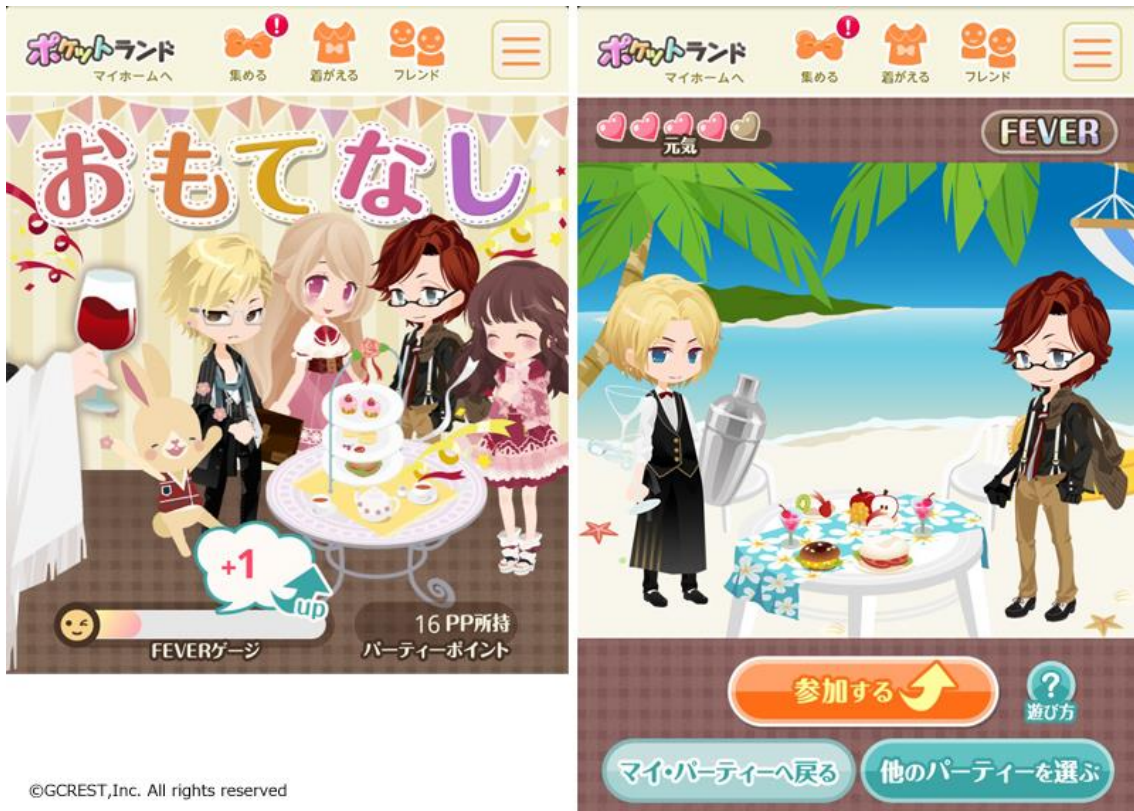 ポケットランド
マイホームへ
集める
着がえる
フレンド
おもてなし
+1
up
FEVERゲージ
16 PP所持
パーティーポイント
©GCREST,Inc. All rights reserved
ポケットランド
マイホームへ
集める
着がえる
フレンド
元気
FEVER
参加する
?
遊び方
マイ・パーティーへ戻る
他のパーティーを選ぶ